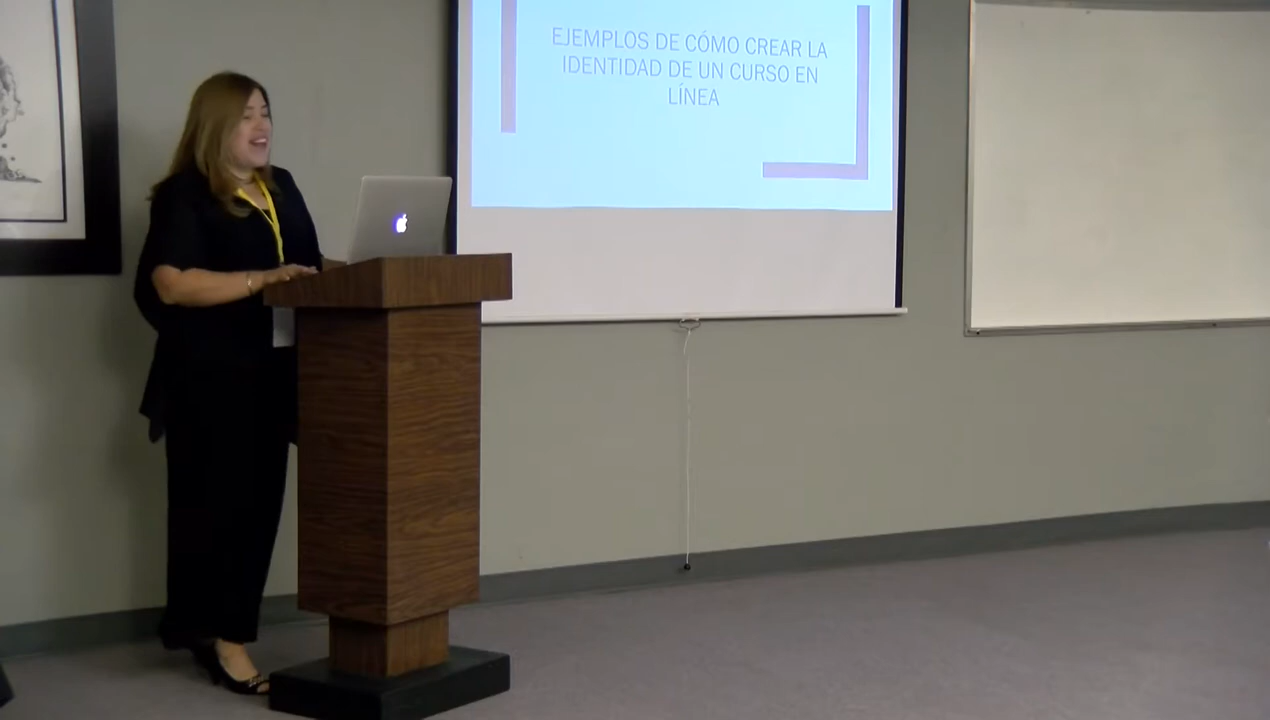 EJEMPLOS DE CÓMO CREAR LA
IDENTIDAD DE UN CURSO EN
LÍNEA